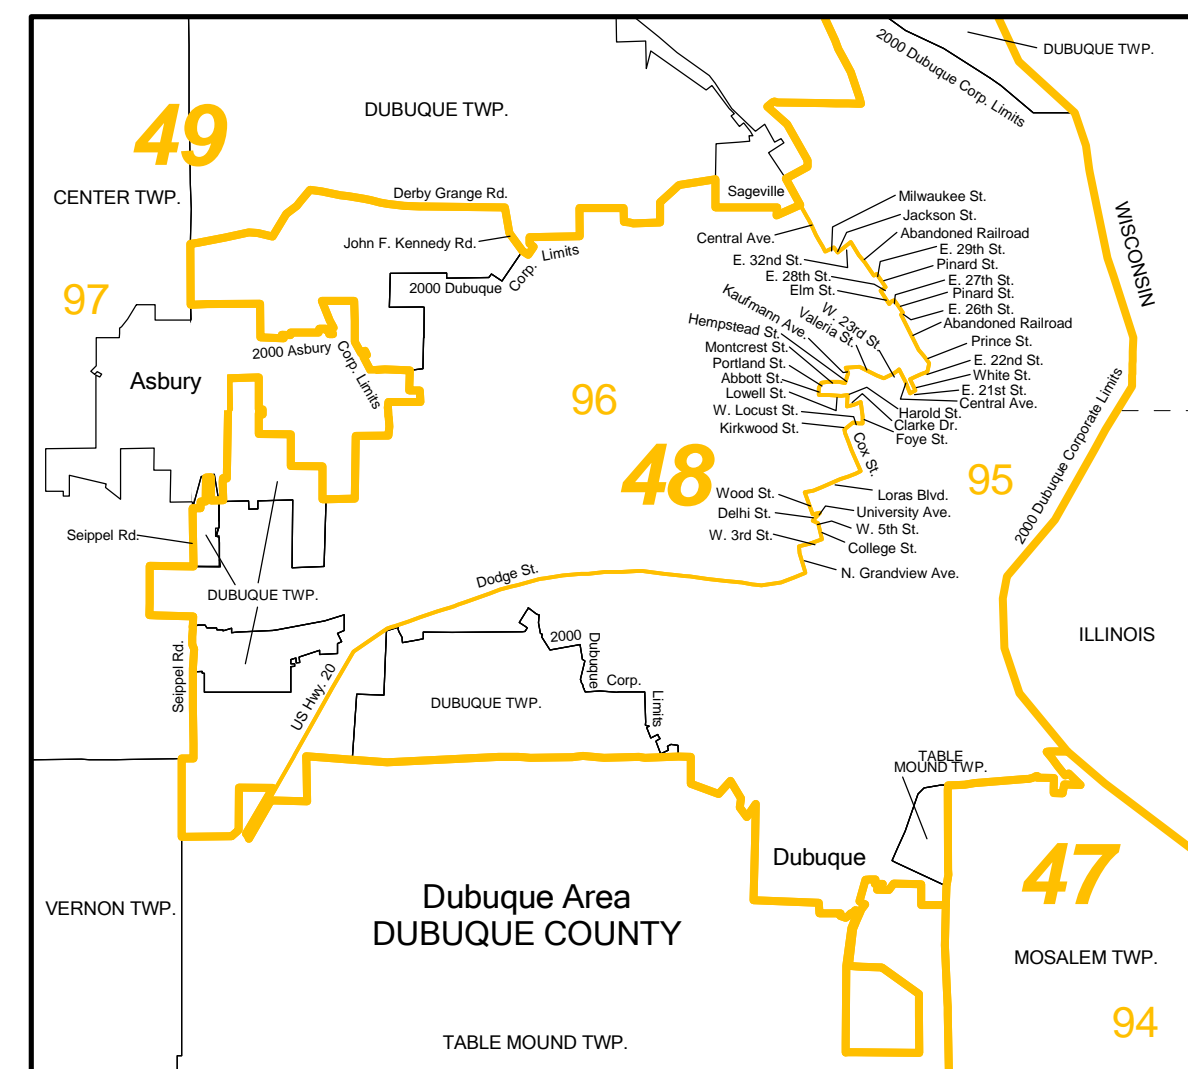 2000 Dubuque Corp. Limits
DUBUQUE TWP.
49
DUBUQUE TWP.
CENTER TWP.
Derby Grange Rd.
Sageville
Milwaukee St.
Jackson St.
WISCONSIN
John F. Kennedy Rd.
Central Ave.
Abandoned Railroad
Corp. Limits
E. 32nd St.
E. 29th St.
Pinard St.
2000 Dubuque
E. 28th St.
E. 27th St.
97
Elm St.
Pinard St.
E. 26th St.
Kaufmann Ave.
W. 23rd St.
Valeria St.
Abandoned Railroad
Hempstead St.
Prince St.
2000 Asbury
Corp. Limits
Montcrest St.
E. 22nd St.
Asbury
Portland St.
White St.
Abbott St.
E. 21st St.
96
Lowell St.
Central Ave.
W. Locust St.
Harold St.
Kirkwood St.
Clarke Dr.
Foye St.
Cox St.
2000 Dubuque Corporate Limits
48
95
Wood St.
Loras Blvd.
Delhi St.
University Ave.
W. 3rd St.
W. 5th St.
Seippel Rd.
College St.
Dodge St.
N. Grandview Ave.
DUBUQUE TWP.
ILLINOIS
Seippel Rd.
US Hwy. 20
2000
Dubuque
Corp.
Limits
DUBUQUE TWP.
TABLE
MOUND TWP.
Dubuque
47
Dubuque Area
DUBUQUE COUNTY
VERNON TWP.
MOSALEM TWP.
94
TABLE MOUND TWP.